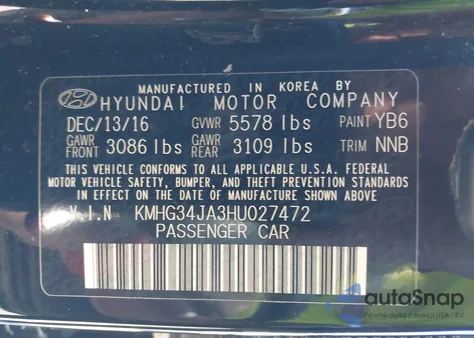 MANUFACTURED IN KOREA BY
HYUNDAI MOTOR COMPANY
DEC/13/16 GVWR 5578 lbs PAINT YB6
GAWR FRONT 3086 lbs GAWR REAR 3109 lbs TRIM NNB
THIS VEHICLE CONFORMS TO ALL APPLICABLE U.S.A. FEDERAL
MOTOR VEHICLE SAFETY, BUMPER, AND THEFT PREVENTION STANDARDS
IN EFFECT ON THE DATE OF MANUFACTURE SHOWN ABOVE.
V.I.N KMHG34JA3HU027472
PASSENGER CAR
autoSnap